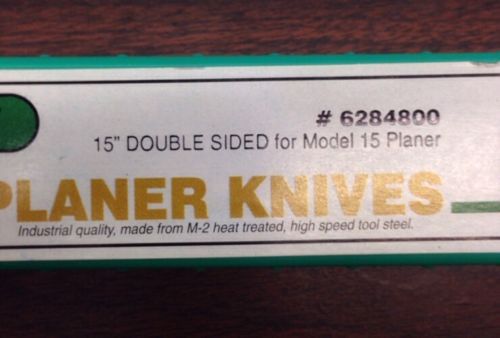 # 6284800
15" DOUBLE SIDED for Model 15 Planer
PLANER KNIVES
Industrial quality, made from M-2 heat treated, high speed tool steel.